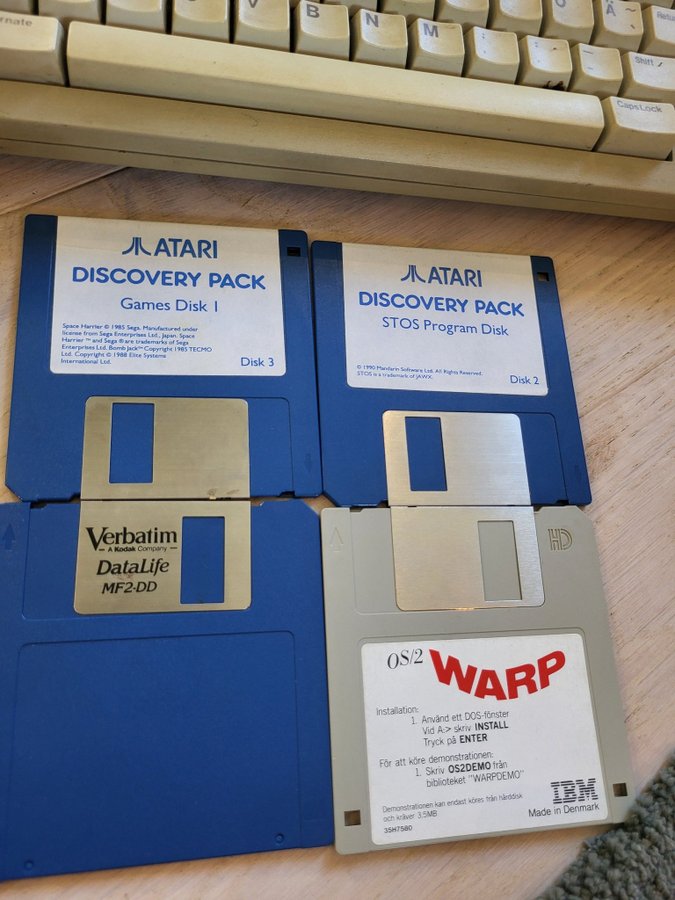 ernate
V
B
N
M
;
:
Ö
Ä
Retu
Shift
CapsLock
ATARI
DISCOVERY PACK
Games Disk 1
Space Harrier © 1985 Sega. Manufactured under
license from Sega Enterprises Ltd., Japan. Space
Harrier™ and Sega ® are trademarks of Sega
Enterprises Ltd. Bomb Jack™ Copyright 1985 TECMO
Ltd. Copyright © 1988 Elite Systems
International Ltd.
Disk 3
ATARI
DISCOVERY PACK
STOS Program Disk
© 1990 Mandarin Software Ltd. All Rights Reserved.
STOS is a trademark of JAWX.
Disk 2
Verbatim
A Kodak Company
DataLife
MF2-DD
HD
OS/2 WARP
Installation:
1. Använd ett DOS-fönster
Vid A:> skriv INSTALL
Tryck på ENTER
För att köre demonstrationen:
1. Skriv OS2DEMO från
biblioteket "WARPDEMO"
IBM
Demonstrationen kan endast köres från hårddisk
och kräver 3,5MB
Made in Denmark
35H7580